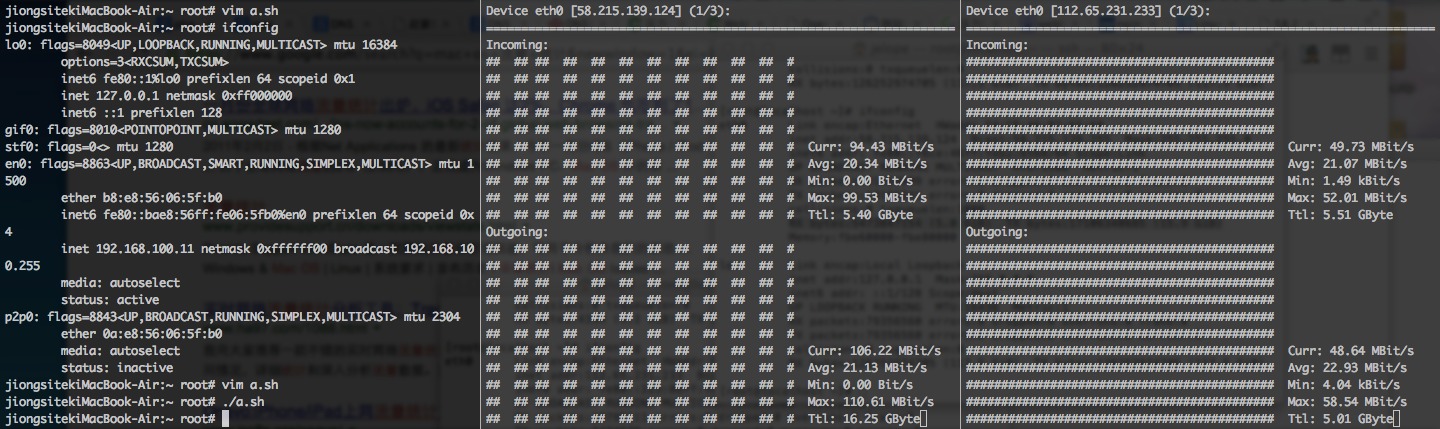 jiongsitekiMacBook-Air:~ root# vim a.sh
jiongsitekiMacBook-Air:~ root# ifconfig
lo0: flags=8049<UP,LOOPBACK,RUNNING,MULTICAST> mtu 16384
options=3<RXCSUM,TXCSUM>
inet6 fe80::1%lo0 prefixlen 64 scopeid 0x1
inet 127.0.0.1 netmask 0xff000000
inet6 ::1 prefixlen 128
gif0: flags=8010<POINTOPOINT,MULTICAST> mtu 1280
stf0: flags=0<> mtu 1280
en0: flags=8863<UP,BROADCAST,SMART,RUNNING,SIMPLEX,MULTICAST> mtu 1
500
ether b8:e8:56:06:5f:b0
inet6 fe80::bae8:56ff:fe06:5fb0%en0 prefixlen 64 scopeid 0x
4
inet 192.168.100.11 netmask 0xffffff00 broadcast 192.168.10
0.255
media: autoselect
status: active
p2p0: flags=8843<UP,BROADCAST,RUNNING,SIMPLEX,MULTICAST> mtu 2304
ether 0a:e8:56:06:5f:b0
media: autoselect
status: inactive
jiongsitekiMacBook-Air:~ root# vim a.sh
jiongsitekiMacBook-Air:~ root# ./a.sh
jiongsitekiMacBook-Air:~ root#
Device eth0 [58.215.139.124] (1/3):
Incoming:
Curr: 94.43 MBit/s
Avg: 20.34 MBit/s
Min: 0.00 Bit/s
Max: 99.53 MBit/s
Ttl: 5.40 GByte
Outgoing:
Curr: 106.22 MBit/s
Avg: 21.13 MBit/s
Min: 0.00 Bit/s
Max: 110.61 MBit/s
Ttl: 16.25 GByte
Device eth0 [112.65.231.233] (1/3):
Incoming:
Curr: 49.73 MBit/s
Avg: 21.07 MBit/s
Min: 1.49 kBit/s
Max: 52.01 MBit/s
Ttl: 5.51 GByte
Outgoing:
Curr: 48.64 MBit/s
Avg: 22.93 MBit/s
Min: 4.04 kBit/s
Max: 58.54 MBit/s
Ttl: 5.01 GByte